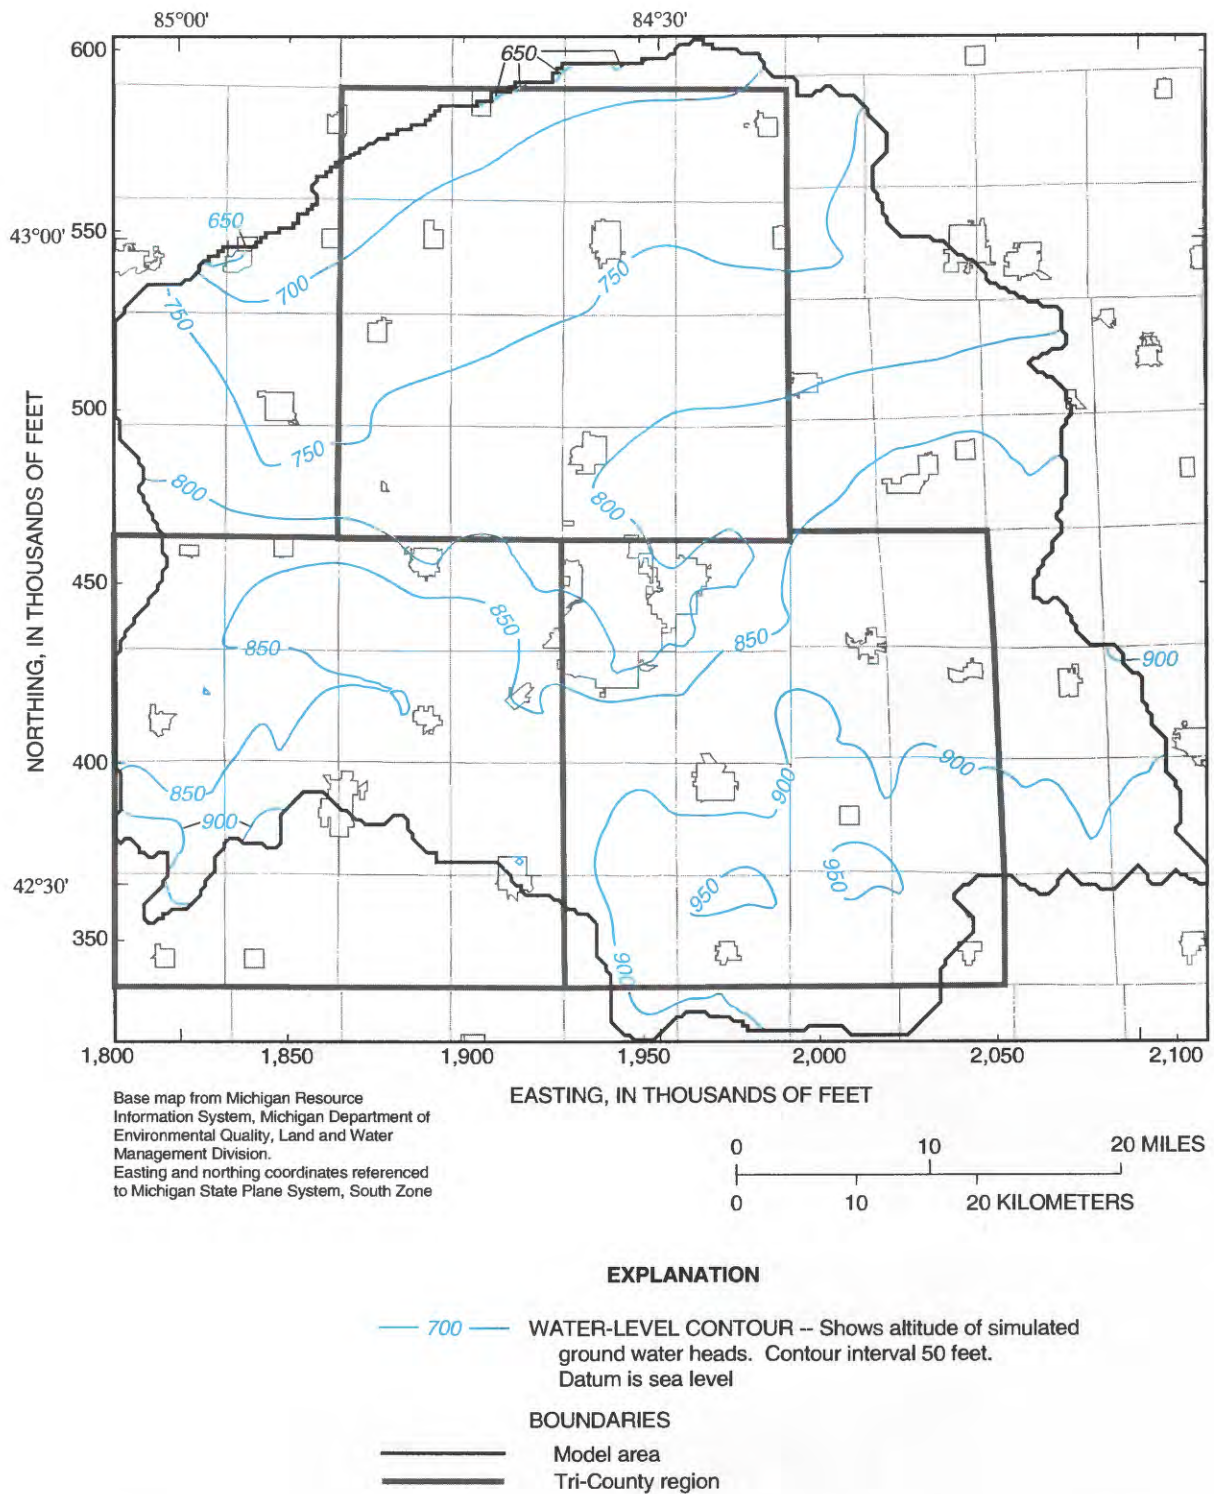 85°00'
84°30'
600
650
650
550
43°00'
700
750
750
500
750
800
800
450
850
850
850
900
400
850
900
900
900
42°30'
950
950
350
900
NORTHING, IN THOUSANDS OF FEET
1,800
1,850
1,900
1,950
2,000
2,050
2,100
EASTING, IN THOUSANDS OF FEET
Base map from Michigan Resource
Information System, Michigan Department of
Environmental Quality, Land and Water
Management Division.
Easting and northing coordinates referenced
to Michigan State Plane System, South Zone
0 10 20 MILES
0 10 20 KILOMETERS
EXPLANATION
700 WATER-LEVEL CONTOUR -- Shows altitude of simulated
ground water heads. Contour interval 50 feet.
Datum is sea level
BOUNDARIES
Model area
Tri-County region